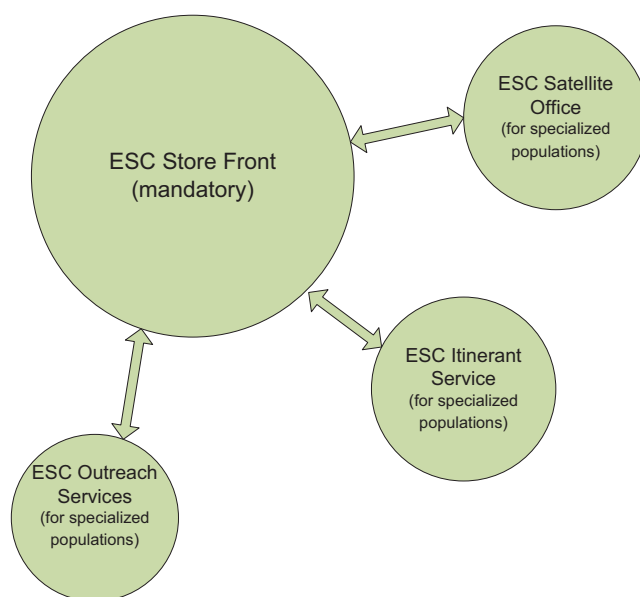 ESC Store Front
(mandatory)
ESC Satellite
Office
(for specialized
populations)
ESC Itinerant
Service
(for specialized
populations)
ESC Outreach
Services
(for specialized
populations)